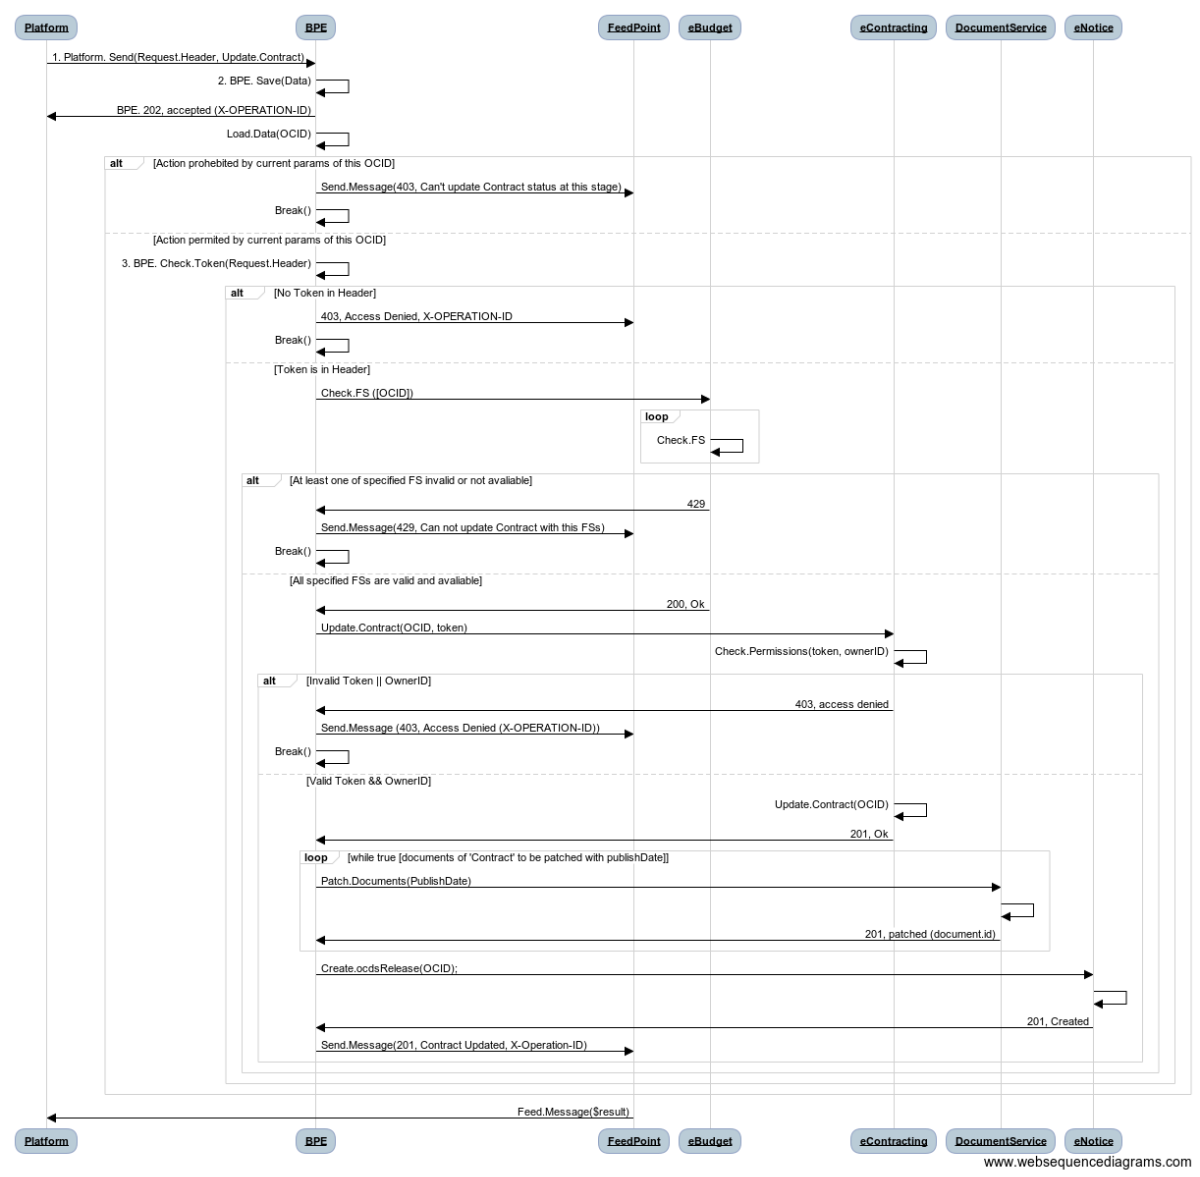 Platform BPE FeedPoint eBudget eContracting DocumentService eNotice
1. Platform. Send(Request.Header, Update.Contract)
2. BPE. Save(Data)
BPE. 202, accepted (X-OPERATION-ID)
Load.Data(OCID)
alt [Action prohebited by current params of this OCID]
Send.Message(403, Can't update Contract status at this stage)
Break()
[Action permited by current params of this OCID]
3. BPE. Check.Token(Request.Header)
alt [No Token in Header]
403, Access Denied, X-OPERATION-ID
Break()
[Token is in Header]
Check.FS ([OCID])
loop
Check.FS
alt [At least one of specified FS invalid or not avaliable]
429
Send.Message(429, Can not update Contract with this FSs)
Break()
[All specified FSs are valid and avaliable]
200, Ok
Update.Contract(OCID, token)
Check.Permissions(token, ownerID)
alt [Invalid Token || OwnerID]
403, access denied
Send.Message (403, Access Denied (X-OPERATION-ID))
Break()
[Valid Token && OwnerID]
Update.Contract(OCID)
201, Ok
loop [while true [documents of 'Contract' to be patched with publishDate]]
Patch.Documents(PublishDate)
201, patched (document.id)
Create.ocdsRelease(OCID);
201, Created
Send.Message(201, Contract Updated, X-Operation-ID)
Feed.Message($result)
Platform BPE FeedPoint eBudget eContracting DocumentService eNotice
www.websequencediagrams.com